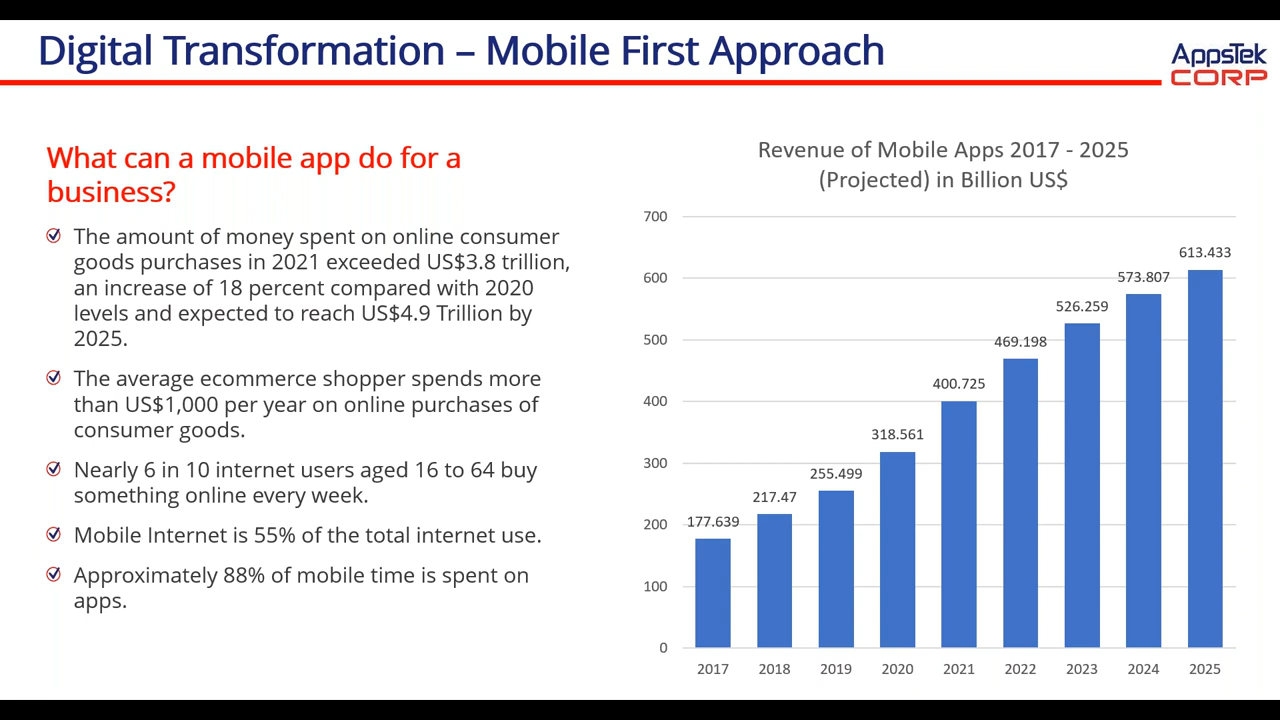 Digital Transformation – Mobile First Approach
AppsTek
CORP
What can a mobile app do for a
business?
The amount of money spent on online consumer
goods purchases in 2021 exceeded US$3.8 trillion,
an increase of 18 percent compared with 2020
levels and expected to reach US$4.9 Trillion by
2025.
The average ecommerce shopper spends more
than US$1,000 per year on online purchases of
consumer goods.
Nearly 6 in 10 internet users aged 16 to 64 buy
something online every week.
Mobile Internet is 55% of the total internet use.
Approximately 88% of mobile time is spent on
apps.
Revenue of Mobile Apps 2017 - 2025
(Projected) in Billion US$
700
600
500
400
300
200
100
0
177.639
217.47
255.499
318.561
400.725
469.198
526.259
573.807
613.433
2017 2018 2019 2020 2021 2022 2023 2024 2025